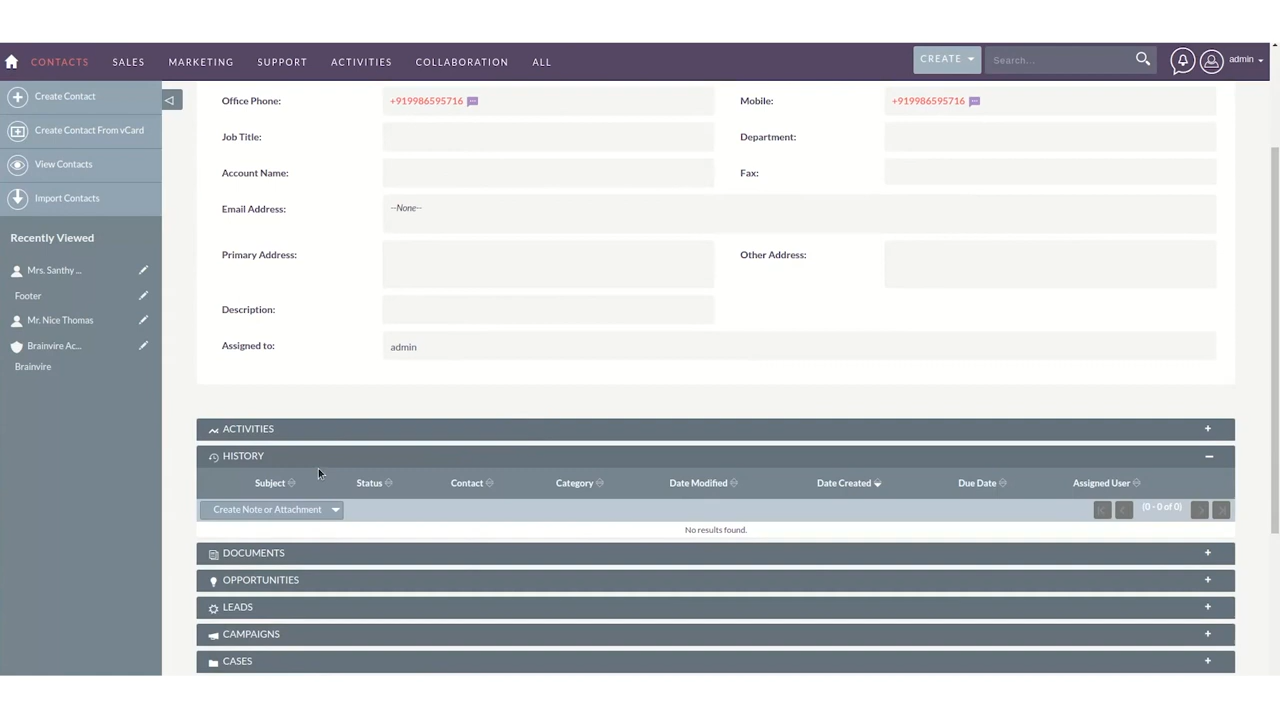 CONTACTS SALES MARKETING SUPPORT ACTIVITIES COLLABORATION ALL CREATE Search... admin
Create Contact
Create Contact From vCard
View Contacts
Import Contacts
Recently Viewed
Mrs. Santhy ...
Footer
Mr. Nice Thomas
Brainvire Ac...
Brainvire
Office Phone: +919986595716 Mobile: +919986595716
Job Title: Department:
Account Name: Fax:
Email Address: --None--
Primary Address: Other Address:
Description:
Assigned to: admin
ACTIVITIES
HISTORY
Subject Status Contact Category Date Modified Date Created Due Date Assigned User
Create Note or Attachment (0 - 0 of 0)
No results found.
DOCUMENTS
OPPORTUNITIES
LEADS
CAMPAIGNS
CASES